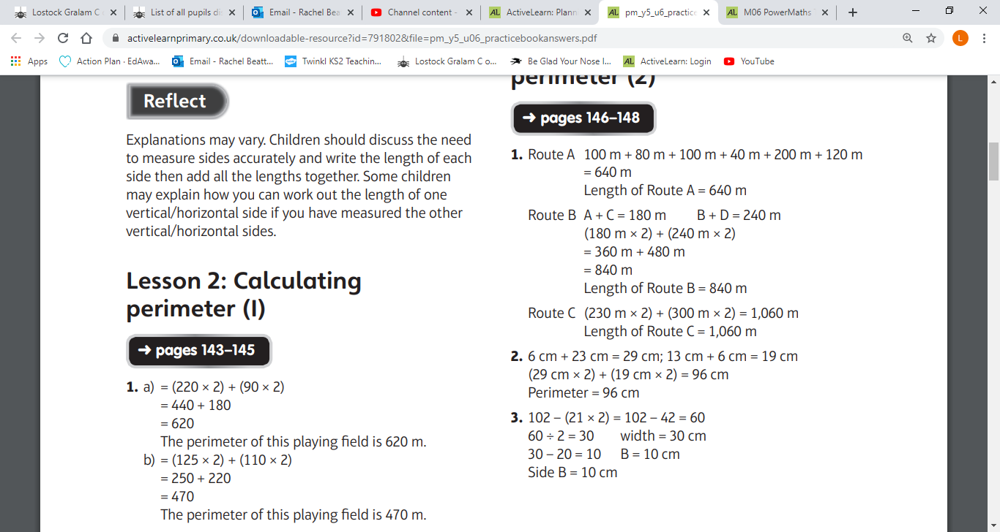 Lostock Gralam C
List of all pupils di
Email - Rachel Bea
Channel content -
ActiveLearn: Plann
pm_y5_u6_practice
M06 PowerMaths
activelearnprimary.co.uk/downloadable-resource?id=791802&file=pm_y5_u06_practicebookanswers.pdf
L
Apps
Action Plan · EdAwa...
Email - Rachel Beatt...
Twinkl KS2 Teachin...
Lostock Gralam C o...
Be Glad Your Nose I...
ActiveLearn: Login
YouTube
Reflect
Explanations may vary. Children should discuss the need
to measure sides accurately and write the length of each
side then add all the lengths together. Some children
may explain how you can work out the length of one
vertical/horizontal side if you have measured the other
vertical/horizontal sides.
Lesson 2: Calculating
perimeter (I)
→ pages 143–145
1. a) = (220 × 2) + (90 × 2)
= 440 + 180
= 620
The perimeter of this playing field is 620 m.
b) = (125 × 2) + (110 × 2)
= 250 + 220
= 470
The perimeter of this playing field is 470 m.
perimeter (2)
→ pages 146–148
1. Route A 100 m + 80 m + 100 m + 40 m + 200 m + 120 m
= 640 m
Length of Route A = 640 m
Route B A + C = 180 m B + D = 240 m
(180 m × 2) + (240 m × 2)
= 360 m + 480 m
= 840 m
Length of Route B = 840 m
Route C (230 m × 2) + (300 m × 2) = 1,060 m
Length of Route C = 1,060 m
2. 6 cm + 23 cm = 29 cm; 13 cm + 6 cm = 19 cm
(29 cm × 2) + (19 cm × 2) = 96 cm
Perimeter = 96 cm
3. 102 – (21 × 2) = 102 – 42 = 60
60 ÷ 2 = 30 width = 30 cm
30 – 20 = 10 B = 10 cm
Side B = 10 cm